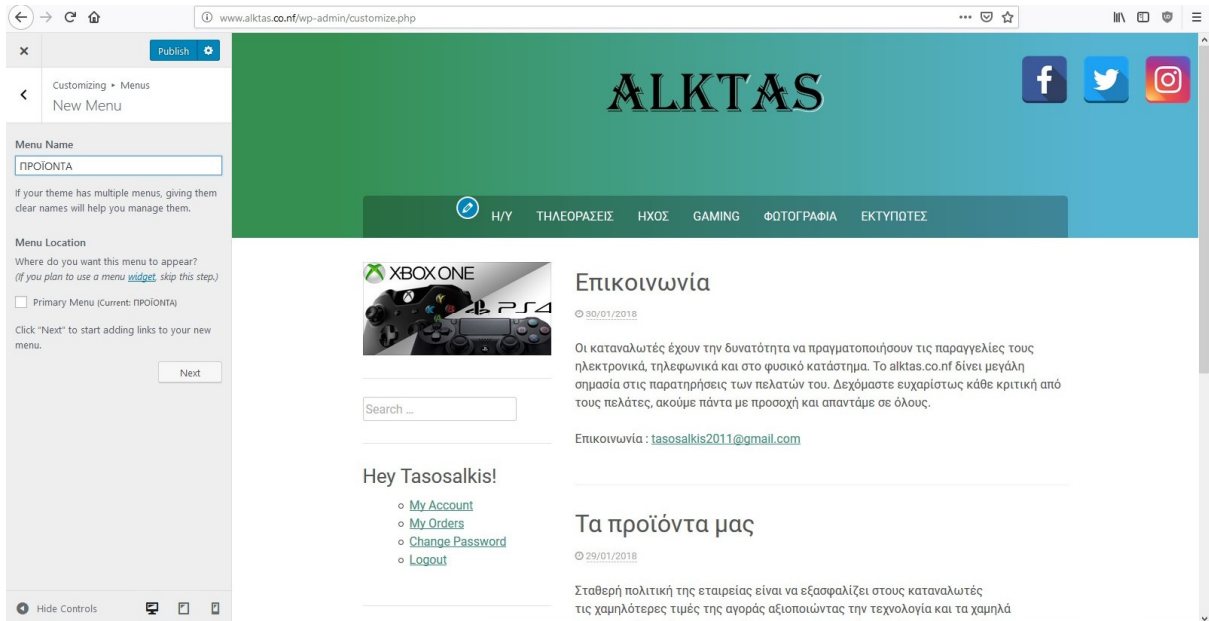 www.alktas.co.nf/wp-admin/customize.php
Publish
Customizing ▸ Menus
New Menu
Menu Name
ΠΡΟΪΟΝΤΑ
If your theme has multiple menus, giving them
clear names will help you manage them.
Menu Location
Where do you want this menu to appear?
(If you plan to use a menu widget, skip this step.)
Primary Menu (Current: ΠΡΟΪΟΝΤΑ)
Click “Next” to start adding links to your new
menu.
Next
Hide Controls
ALKTAS
Η/Υ ΤΗΛΕΟΡΑΣΕΙΣ ΗΧΟΣ GAMING ΦΩΤΟΓΡΑΦΙΑ ΕΚΤΥΠΩΤΕΣ
XBOX ONE
PS4
Search ...
Hey Tasosalkis!
My Account
My Orders
Change Password
Logout
Επικοινωνία
30/01/2018
Οι καταναλωτές έχουν την δυνατότητα να πραγματοποιήσουν τις παραγγελίες τους
ηλεκτρονικά, τηλεφωνικά και στο φυσικό κατάστημα. Το alktas.co.nf δίνει μεγάλη
σημασία στις παρατηρήσεις των πελατών του. Δεχόμαστε ευχαρίστως κάθε κριτική από
τους πελάτες, ακούμε πάντα με προσοχή και απαντάμε σε όλους.
Επικοινωνία : tasosalkis2011@gmail.com
Τα προϊόντα μας
29/01/2018
Σταθερή πολιτική της εταιρείας είναι να εξασφαλίζει στους καταναλωτές
τις χαμηλότερες τιμές της αγοράς αξιοποιώντας την τεχνολογία και τα χαμηλά